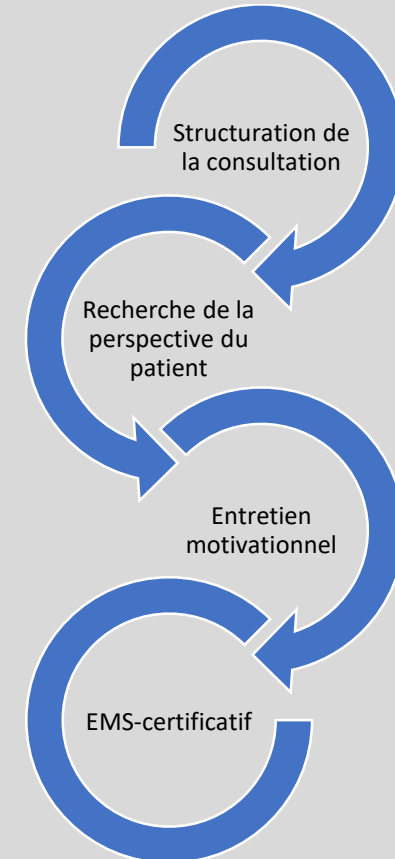 Structuration de
la consultation
Recherche de la
perspective du
patient
Entretien
motivationnel
EMS-certificatif